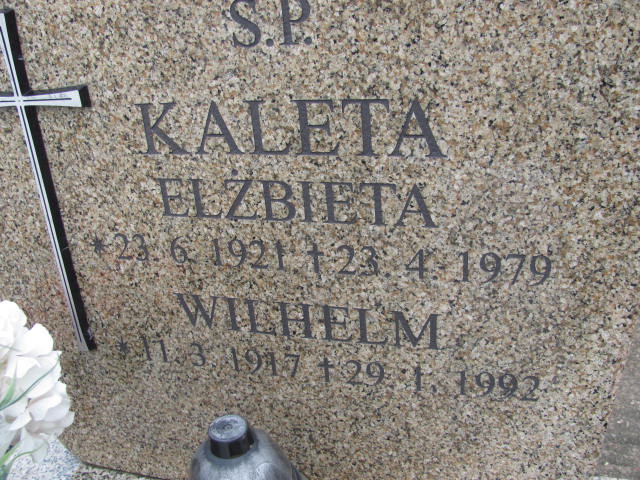 S.P.
KALETA
ELŻBIETA
*23. 6. 1921 †23. 4. 1979
WILHELM
*11. 3. 1917 †29. 1. 1992